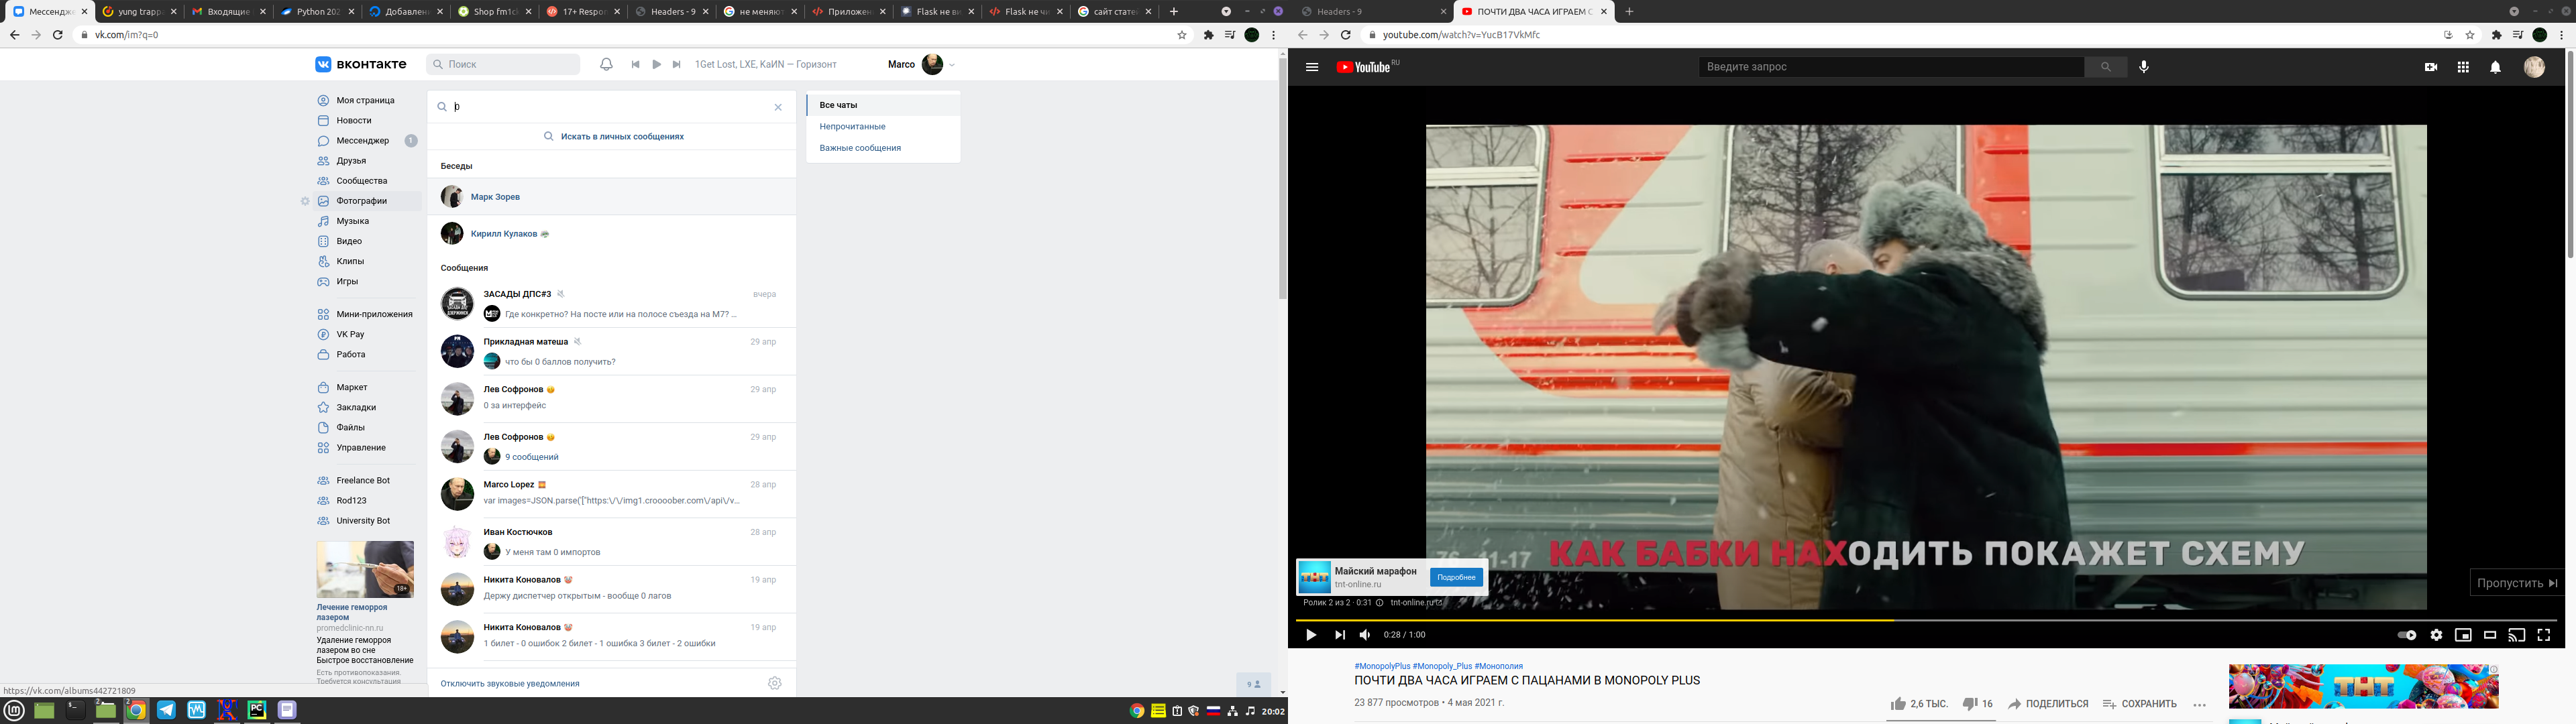 Мессендж
yung trapp
Входящие
Python 202
Добавлен
Shop fm1c
17+ Respo
Headers - 9
не меняют
Приложен
Flask не ви
Flask не чи
сайт стате
vk.com/im?q=0
вконтакте
Поиск
1Get Lost, LXE, КаИN — Горизонт
Marco
Моя страница
Новости
Мессенджер 1
Друзья
Сообщества
Фотографии
Музыка
Видео
Клипы
Игры
Мини-приложения
VK Pay
Работа
Маркет
Закладки
Файлы
Управление
Freelance Bot
Rod123
University Bot
18+
Лечение геморроя
лазером
promedclinic-nn.ru
Удаление геморроя
лазером во сне
Быстрое восстановление
Есть противопоказания.
Требуется консультация
https://vk.com/albums442721809
Искать в личных сообщениях
Беседы
Марк Зорев
Кирилл Кулаков
Сообщения
ЗАСАДЫ ДПС#3 вчера
Где конкретно? На посте или на полосе съезда на М7? ...
Прикладная матеша 29 апр
что бы 0 баллов получить?
Лев Софронов 29 апр
0 за интерфейс
Лев Софронов 29 апр
9 сообщений
Marco Lopez 28 апр
var images=JSON.parse('["https:\/\/img1.croooober.com\/api\/v...
Иван Костючков 28 апр
У меня там 0 импортов
Никита Коновалов 19 апр
Держу диспетчер открытым - вообще 0 лагов
Никита Коновалов 19 апр
1 билет - 0 ошибок 2 билет - 1 ошибка 3 билет - 2 ошибки
Отключить звуковые уведомления
Все чаты
Непрочитанные
Важные сообщения
9
20:02
Headers - 9
ПОЧТИ ДВА ЧАСА ИГРАЕМ С
youtube.com/watch?v=YucB17VkMfc
YouTube RU
Введите запрос
КАК БАБКИ НАХОДИТЬ ПОКАЖЕТ СХЕМУ
Майский марафон
tnt-online.ru
Подробнее
Ролик 2 из 2 · 0:31 tnt-online.ru
Пропустить
0:28 / 1:00
#MonopolyPlus #Monopoly_Plus #Монополия
ПОЧТИ ДВА ЧАСА ИГРАЕМ С ПАЦАНАМИ В MONOPOLY PLUS
23 877 просмотров • 4 мая 2021 г.
2,6 ТЫС.
16
ПОДЕЛИТЬСЯ
СОХРАНИТЬ